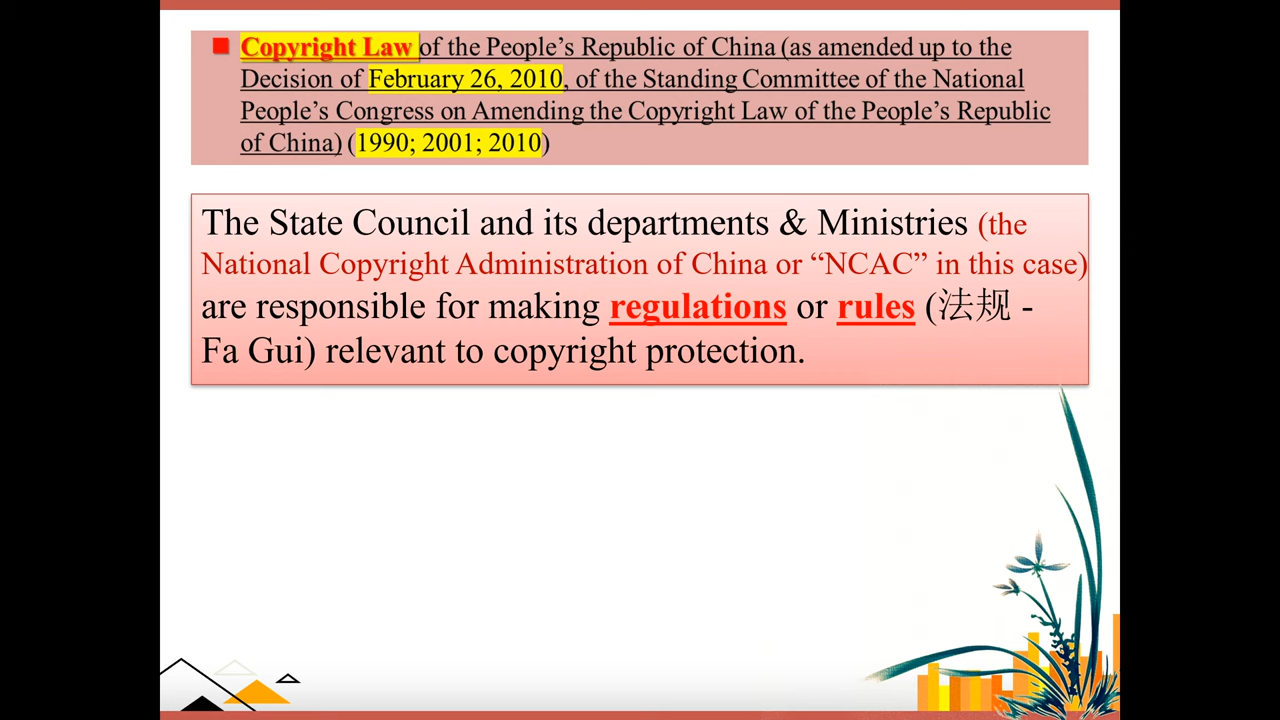 Copyright Law of the People’s Republic of China (as amended up to the
Decision of February 26, 2010, of the Standing Committee of the National
People’s Congress on Amending the Copyright Law of the People’s Republic
of China) (1990; 2001; 2010)
The State Council and its departments & Ministries (the
National Copyright Administration of China or “NCAC” in this case)
are responsible for making regulations or rules (法规 -
Fa Gui) relevant to copyright protection.